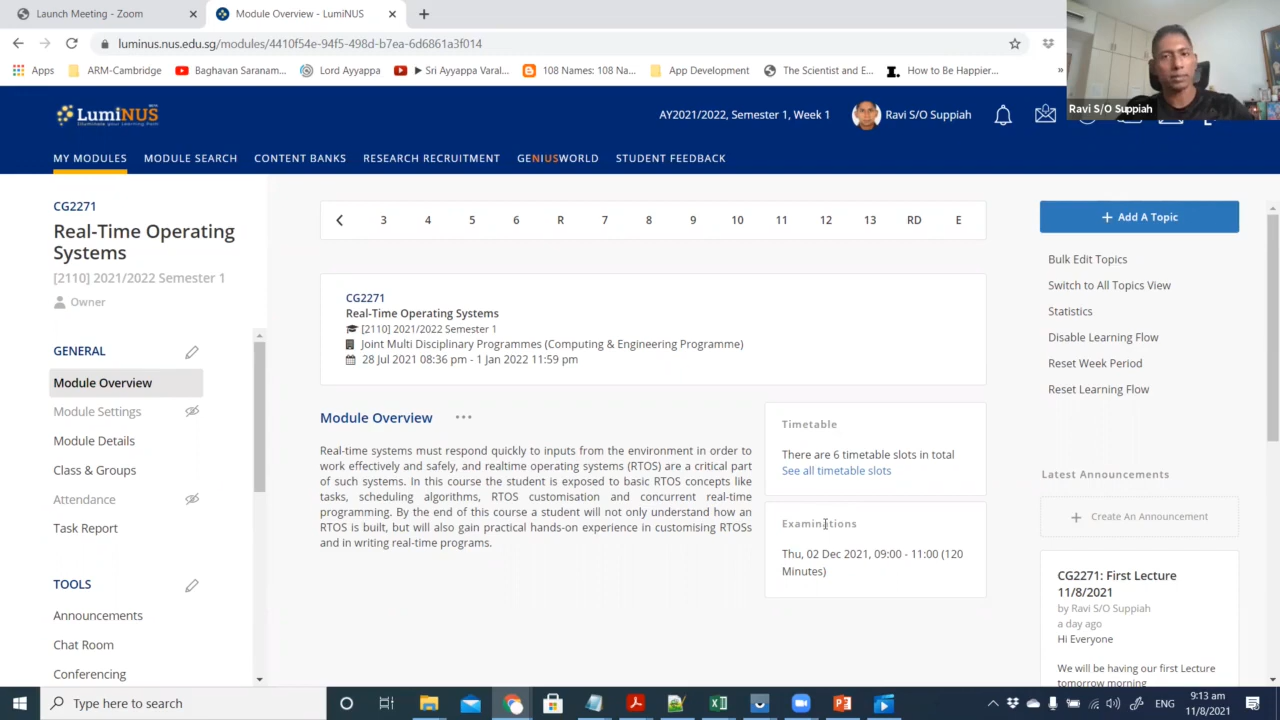 Launch Meeting - Zoom
Module Overview - LumiNUS
luminus.nus.edu.sg/modules/4410f54e-94f5-498d-b7ea-6d6861a3f014
Apps
ARM-Cambridge
Baghavan Saranam...
Lord Ayyappa
Sri Ayyappa Varal...
108 Names: 108 Na...
App Development
The Scientist and E...
How to Be Happier...
»
Ravi S/O Suppiah
LumiNUS
AY2021/2022, Semester 1, Week 1
Ravi S/O Suppiah
MY MODULES
MODULE SEARCH
CONTENT BANKS
RESEARCH RECRUITMENT
GENIUSWORLD
STUDENT FEEDBACK
CG2271
Real-Time Operating
Systems
[2110] 2021/2022 Semester 1
Owner
GENERAL
Module Overview
Module Settings
Module Details
Class & Groups
Attendance
Task Report
TOOLS
Announcements
Chat Room
Conferencing
3 4 5 6 R 7 8 9 10 11 12 13 RD E
CG2271
Real-Time Operating Systems
[2110] 2021/2022 Semester 1
Joint Multi Disciplinary Programmes (Computing & Engineering Programme)
28 Jul 2021 08:36 pm - 1 Jan 2022 11:59 pm
Module Overview
Real-time systems must respond quickly to inputs from the environment in order to
work effectively and safely, and realtime operating systems (RTOS) are a critical part
of such systems. In this course the student is exposed to basic RTOS concepts like
tasks, scheduling algorithms, RTOS customisation and concurrent real-time
programming. By the end of this course a student will not only understand how an
RTOS is built, but will also gain practical hands-on experience in customising RTOSs
and in writing real-time programs.
Timetable
There are 6 timetable slots in total
See all timetable slots
Examinations
Thu, 02 Dec 2021, 09:00 - 11:00 (120
Minutes)
Add A Topic
Bulk Edit Topics
Switch to All Topics View
Statistics
Disable Learning Flow
Reset Week Period
Reset Learning Flow
Latest Announcements
Create An Announcement
CG2271: First Lecture
11/8/2021
by Ravi S/O Suppiah
a day ago
Hi Everyone
We will be having our first Lecture
tomorrow morning
Type here to search
ENG
9:13 am
11/8/2021